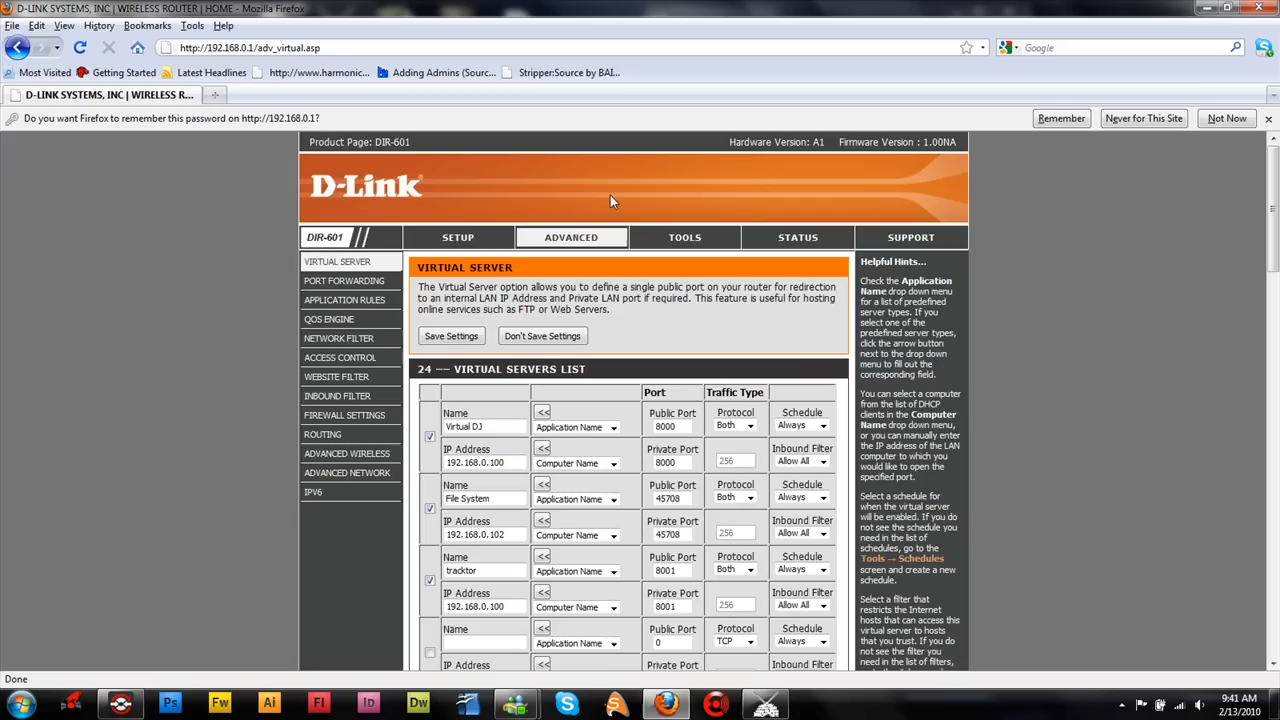 D-LINK SYSTEMS, INC | WIRELESS ROUTER | HOME - Mozilla Firefox
File Edit View History Bookmarks Tools Help
http://192.168.0.1/adv_virtual.asp
Google
Most Visited Getting Started Latest Headlines http://www.harmonic... Adding Admins (Sourc... Stripper:Source by BAI...
D-LINK SYSTEMS, INC | WIRELESS R...
Do you want Firefox to remember this password on http://192.168.0.1? Remember Never for This Site Not Now
Product Page: DIR-601 Hardware Version: A1 Firmware Version : 1.00NA
D-Link
DIR-601 SETUP ADVANCED TOOLS STATUS SUPPORT
VIRTUAL SERVER
PORT FORWARDING
APPLICATION RULES
QOS ENGINE
NETWORK FILTER
ACCESS CONTROL
WEBSITE FILTER
INBOUND FILTER
FIREWALL SETTINGS
ROUTING
ADVANCED WIRELESS
ADVANCED NETWORK
IPV6
VIRTUAL SERVER
The Virtual Server option allows you to define a single public port on your router for redirection
to an internal LAN IP Address and Private LAN port if required. This feature is useful for hosting
online services such as FTP or Web Servers.
Save Settings Don't Save Settings
24 -- VIRTUAL SERVERS LIST
Port Traffic Type
Name << Public Port Protocol Schedule
Virtual DJ Application Name 8000 Both Always
IP Address << Private Port Inbound Filter
192.168.0.100 Computer Name 8000 256 Allow All
Name << Public Port Protocol Schedule
File System Application Name 45708 Both Always
IP Address << Private Port Inbound Filter
192.168.0.102 Computer Name 45708 256 Allow All
Name << Public Port Protocol Schedule
tracktor Application Name 8001 Both Always
IP Address << Private Port Inbound Filter
192.168.0.100 Computer Name 8001 256 Allow All
Name << Public Port Protocol Schedule
Application Name 0 TCP Always
IP Address << Private Port Inbound Filter
Helpful Hints...
Check the Application
Name drop down menu
for a list of predefined
server types. If you
select one of the
predefined server types,
click the arrow button
next to the drop down
menu to fill out the
corresponding field.
You can select a computer
from the list of DHCP
clients in the Computer
Name drop down menu,
or you can manually enter
the IP address of the LAN
computer to which you
would like to open the
specified port.
Select a schedule for
when the virtual server
will be enabled. If you do
not see the schedule you
need in the list of
schedules, go to the
Tools → Schedules
screen and create a new
schedule.
Select a filter that
restricts the Internet
hosts that can access this
virtual server to hosts
that you trust. If you do
not see the filter you
need in the list of filters,
Done
Ps Fw Ai Fl Id Dw
9:41 AM
2/13/2010